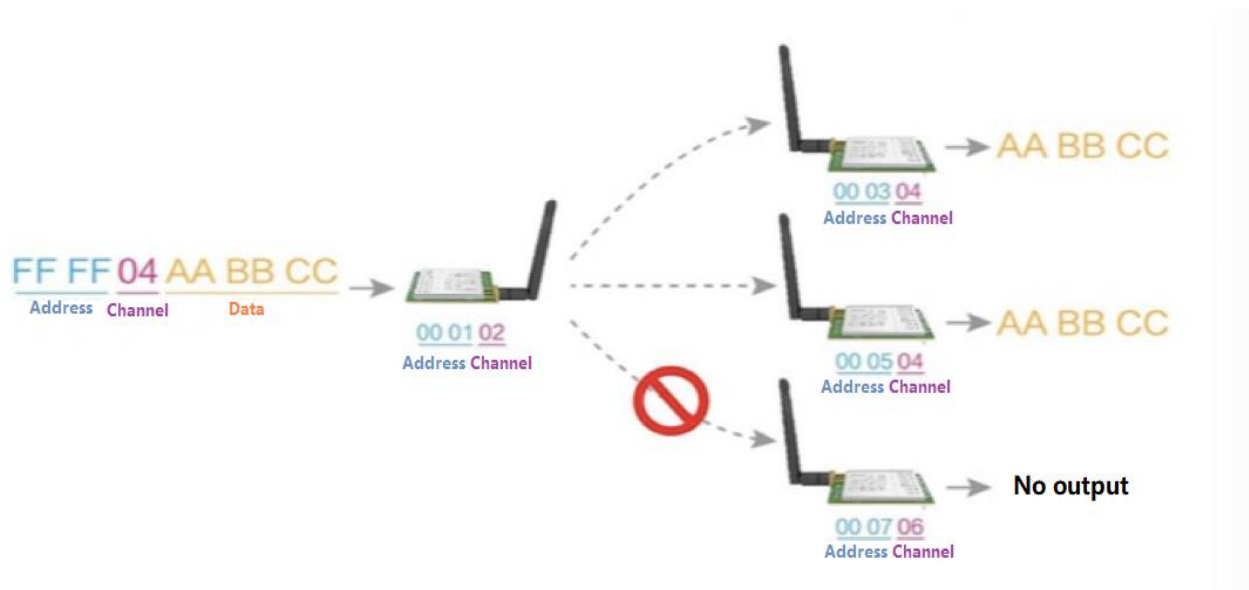 FF FF 04 AA BB CC
Address Channel Data
00 01 02
Address Channel
00 03 04
Address Channel
AA BB CC
00 05 04
Address Channel
AA BB CC
00 07 06
Address Channel
No output